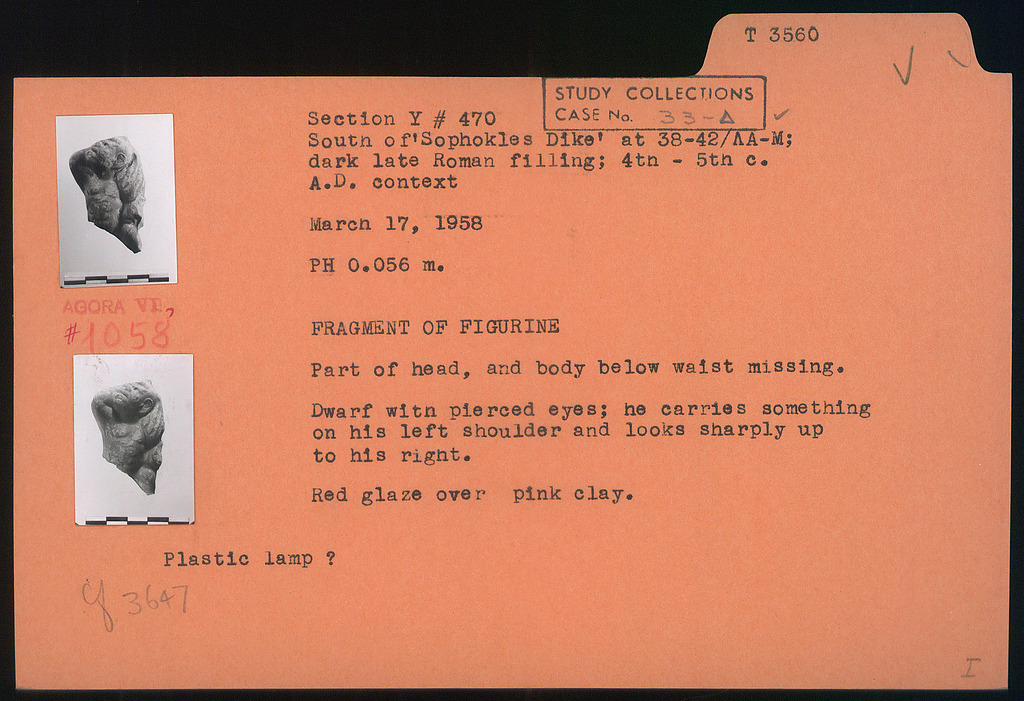 T 3560
STUDY COLLECTIONS
CASE No. 33-Δ
Section Y # 470
South of'Sophokles Dike' at 38-42/ΛΑ-Μ;
dark late Roman filling; 4th - 5th c.
A.D. context
March 17, 1958
PH 0.056 m.
AGORA VI,
#1058
FRAGMENT OF FIGURINE
Part of head, and body below waist missing.
Dwarf with pierced eyes; he carries something
on his left shoulder and looks sharply up
to his right.
Red glaze over pink clay.
Plastic lamp ?
cf 3647
I